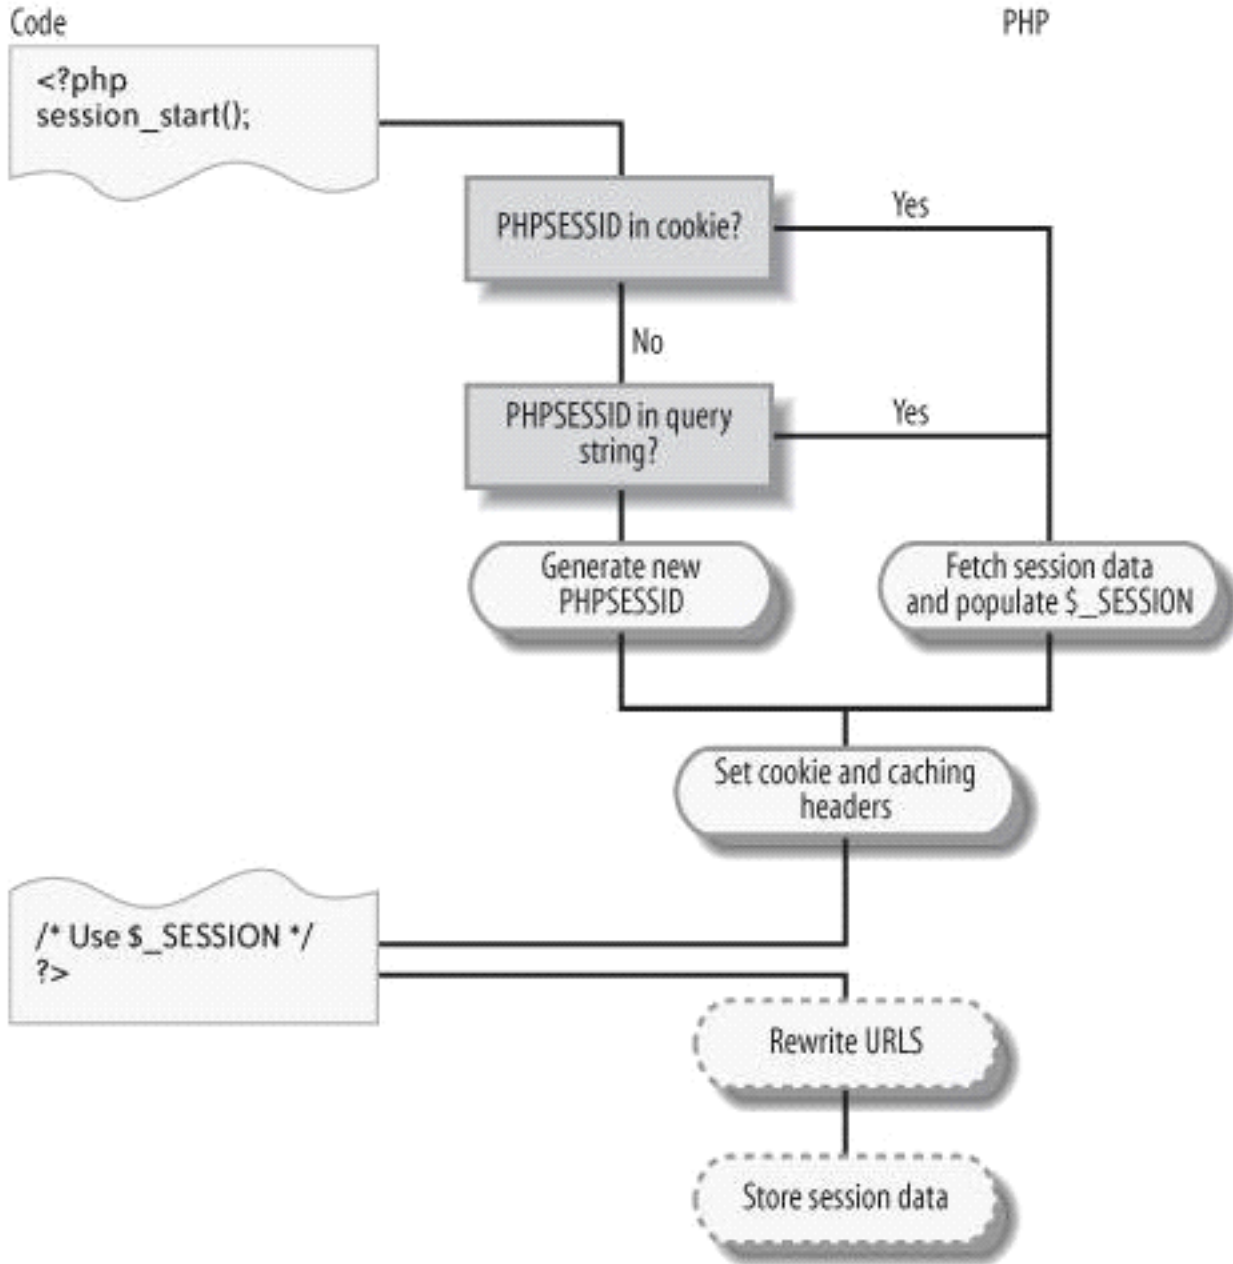 Code
PHP
<?php
session_start();
PHPSESSID in cookie?
Yes
No
PHPSESSID in query
string?
Yes
Generate new
PHPSESSID
Fetch session data
and populate $_SESSION
Set cookie and caching
headers
/* Use $_SESSION */
?>
Rewrite URLS
Store session data